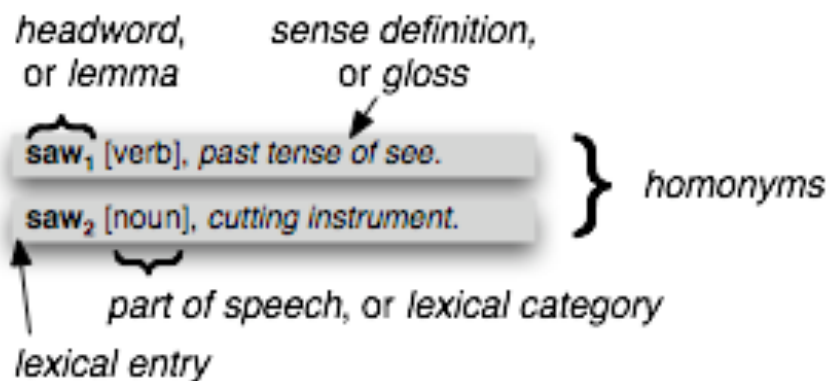 headword, sense definition,
or lemma or gloss
saw₁ [verb], past tense of see.
homonyms
saw₂ [noun], cutting instrument.
part of speech, or lexical category
lexical entry